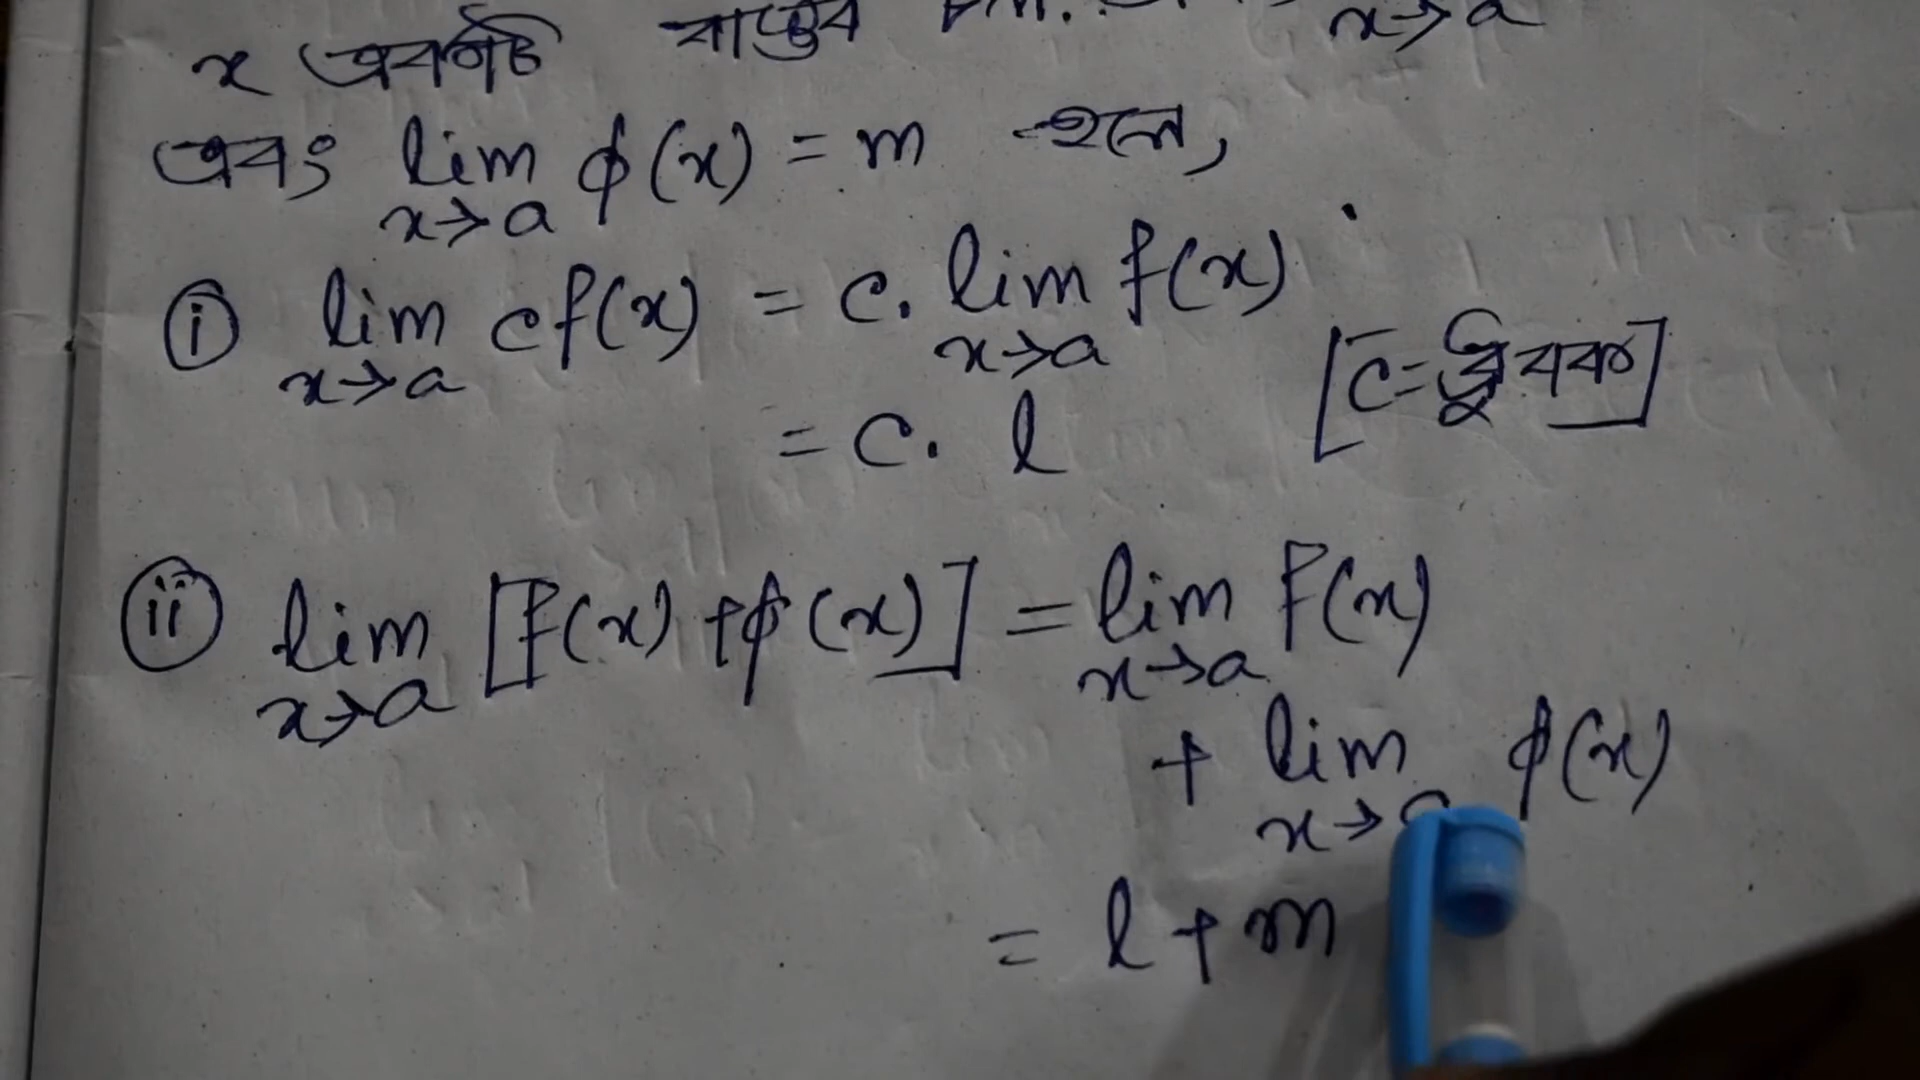 x একটি বাস্তব x→a
এবং lim x→a φ(x) = m হলে,
(i) lim x→a cf(x) = c. lim x→a f(x)
= c. l [c = ধ্রুবক]
(ii) lim x→a [f(x) + φ(x)] = lim x→a f(x)
+ lim x→ φ(x)
= l + m